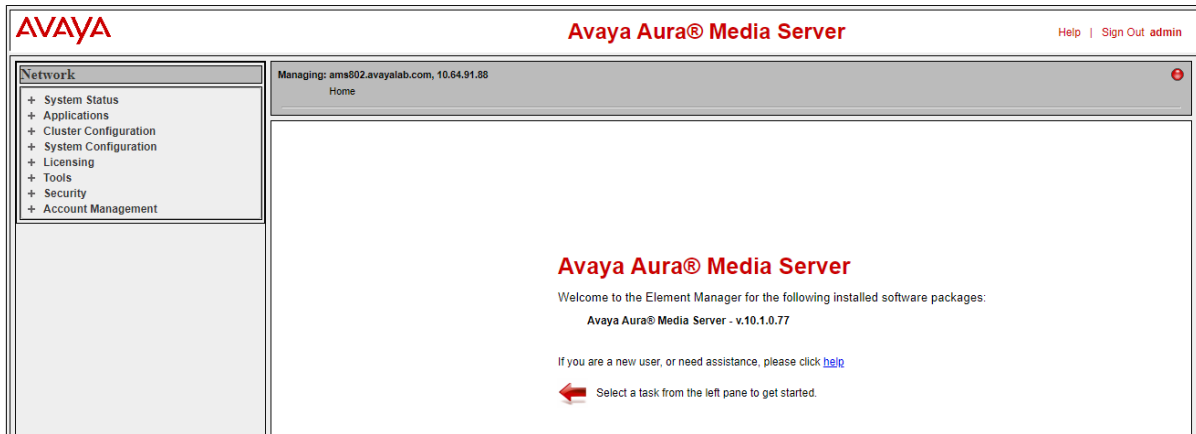 AVAYA
Avaya Aura® Media Server
Help | Sign Out admin
Network
+ System Status
+ Applications
+ Cluster Configuration
+ System Configuration
+ Licensing
+ Tools
+ Security
+ Account Management
Managing: ams802.avayalab.com, 10.64.91.88
Home
Avaya Aura® Media Server
Welcome to the Element Manager for the following installed software packages:
Avaya Aura® Media Server - v.10.1.0.77
If you are a new user, or need assistance, please click help
Select a task from the left pane to get started.